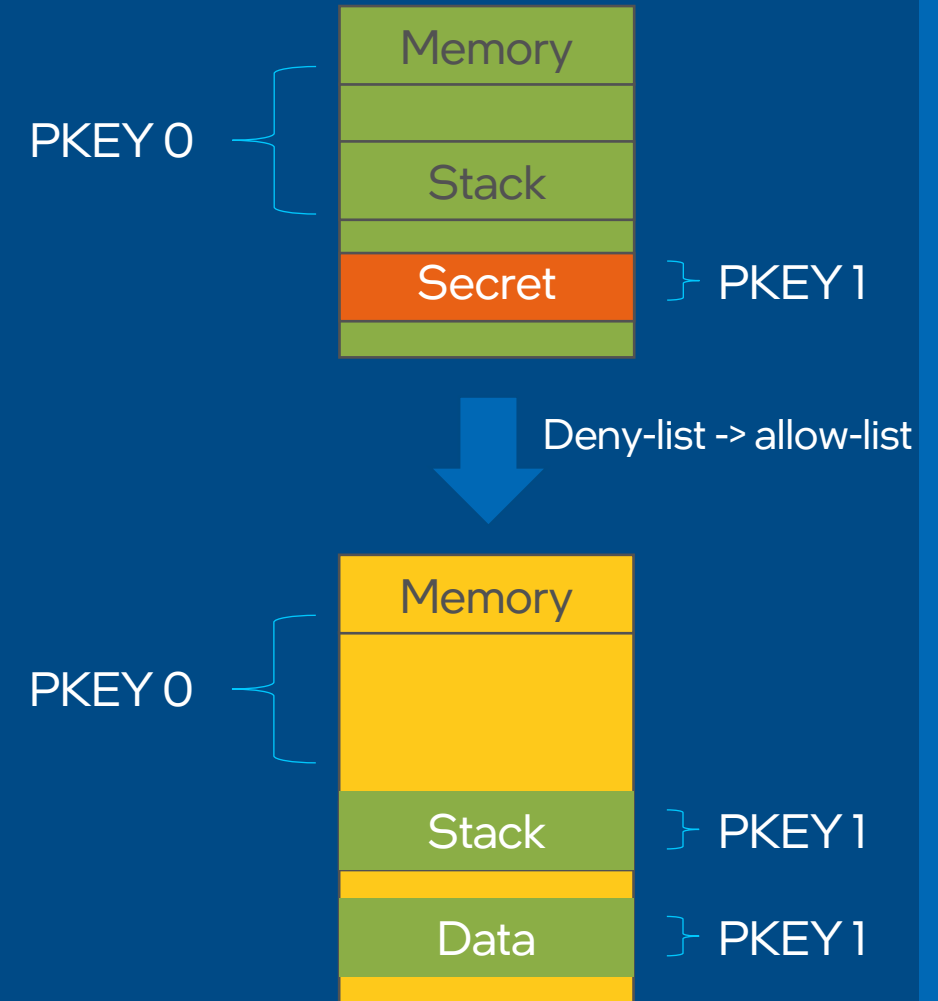 Memory
PKEY 0
Stack
Secret
PKEY 1
Deny-list -> allow-list
Memory
PKEY 0
Stack
PKEY 1
Data
PKEY 1